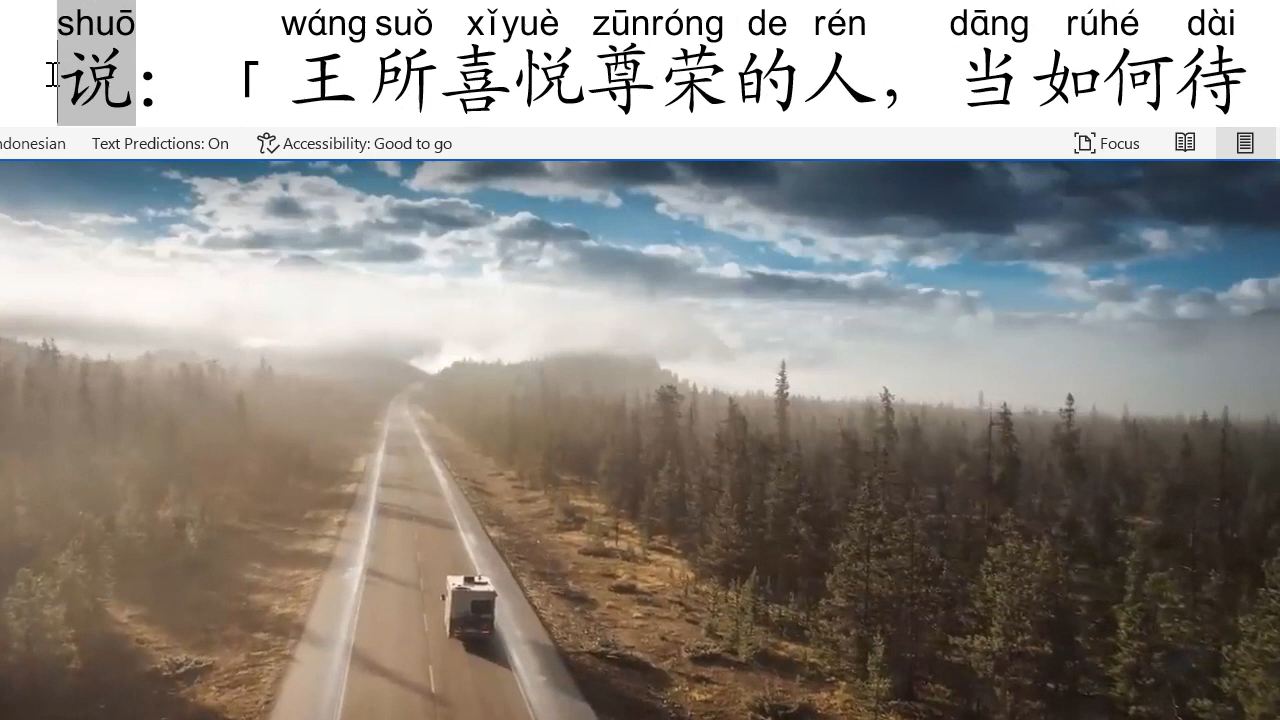 shuō wáng suǒ xǐyuè zūnróng de rén dāng rúhé dài
说：「王所喜悦尊荣的人，当如何待
ndonesian Text Predictions: On Accessibility: Good to go Focus